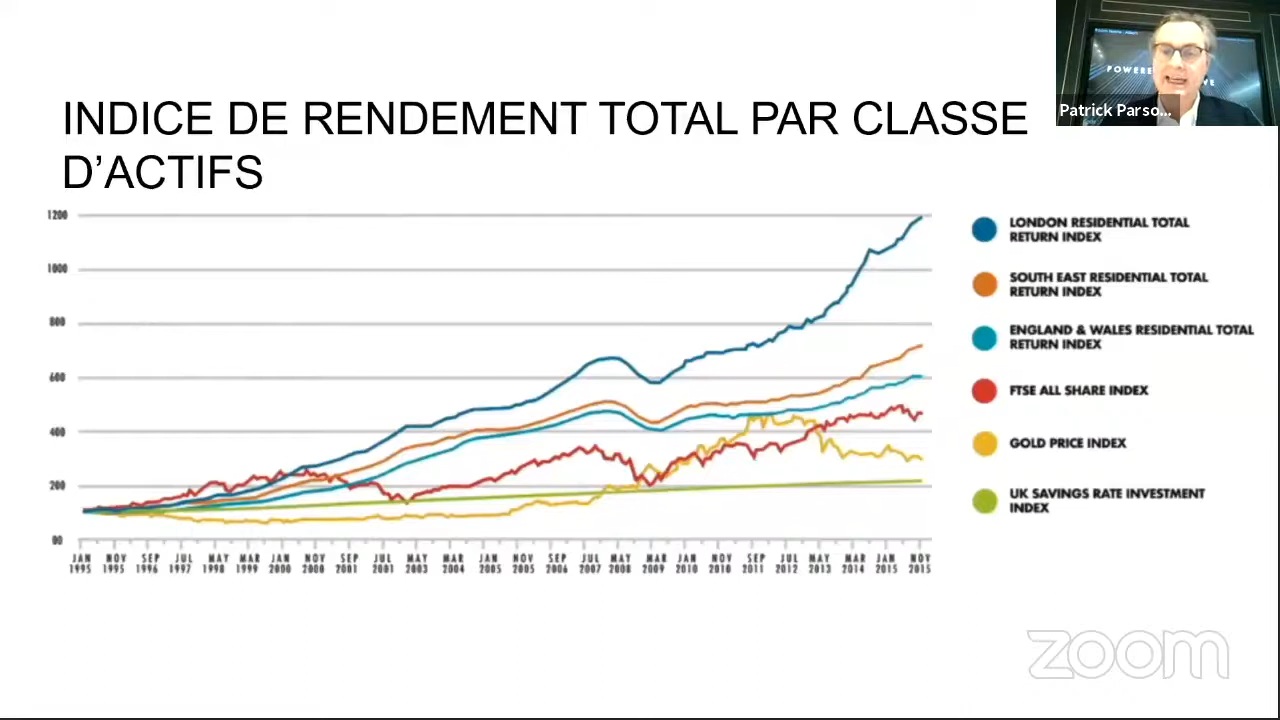 POWERE
VE
Patrick Parso...
INDICE DE RENDEMENT TOTAL PAR CLASSE
D’ACTIFS
1200
1000
800
600
400
200
00
JAN NOV SEP JUL MAY MAR JAN NOV SEP JUL MAY MAR JAN NOV SEP JUL MAY MAR JAN NOV SEP JUL MAY MAR JAN NOV
1995 1995 1996 1997 1998 1999 2000 2000 2001 2001 2003 2004 2005 2005 2006 2007 2008 2009 2010 2010 2011 2012 2013 2014 2015 2015
LONDON RESIDENTIAL TOTAL
RETURN INDEX
SOUTH EAST RESIDENTIAL TOTAL
RETURN INDEX
ENGLAND & WALES RESIDENTIAL TOTAL
RETURN INDEX
FTSE ALL SHARE INDEX
GOLD PRICE INDEX
UK SAVINGS RATE INVESTMENT
INDEX
zoom